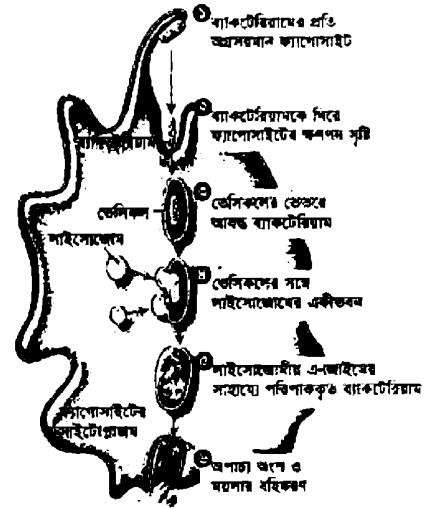 ব্যাকটেরিয়ামের প্রতি
অগ্রসরমান ফ্যাগোসাইট
ব্যাকটেরিয়ামকে ঘিরে
ফ্যাগোসাইটের ক্ষণপদ সৃষ্টি
ব্যাকটেরিয়াম
ভেসিকল
ভেসিকলের ভেতরে
আবদ্ধ ব্যাকটেরিয়াম
লাইসোজোম
ভেসিকলের সঙ্গে
লাইসোজোমের একীভবন
লাইসোজোমীয় এনজাইমের
সাহায্যে পরিপাককৃত ব্যাকটেরিয়াম
ফ্যাগোসাইটের
সাইটোপ্লাজম
অপাচ্য অংশ ও
ময়লার বহিষ্করণ